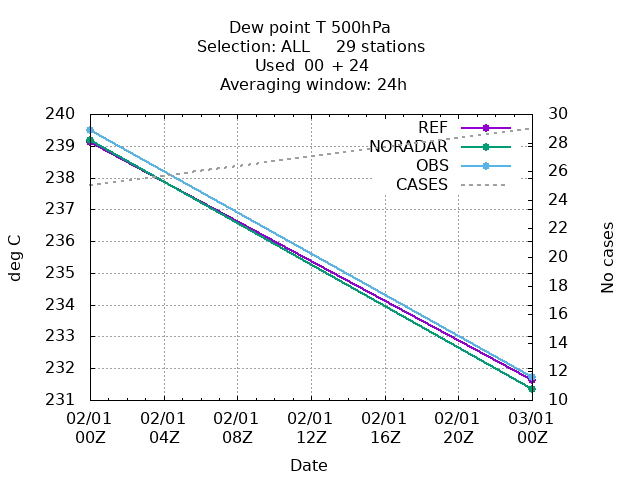 Dew point T 500hPa
Selection: ALL     29 stations
Used  00  + 24
Averaging window: 24h
deg C
240
239
238
237
236
235
234
233
232
231
REF
NORADAR
OBS
CASES
30
28
26
24
22
20
18
16
14
12
10
No cases
02/01 02/01 02/01 02/01 02/01 02/01 03/01
00Z 04Z 08Z 12Z 16Z 20Z 00Z
Date